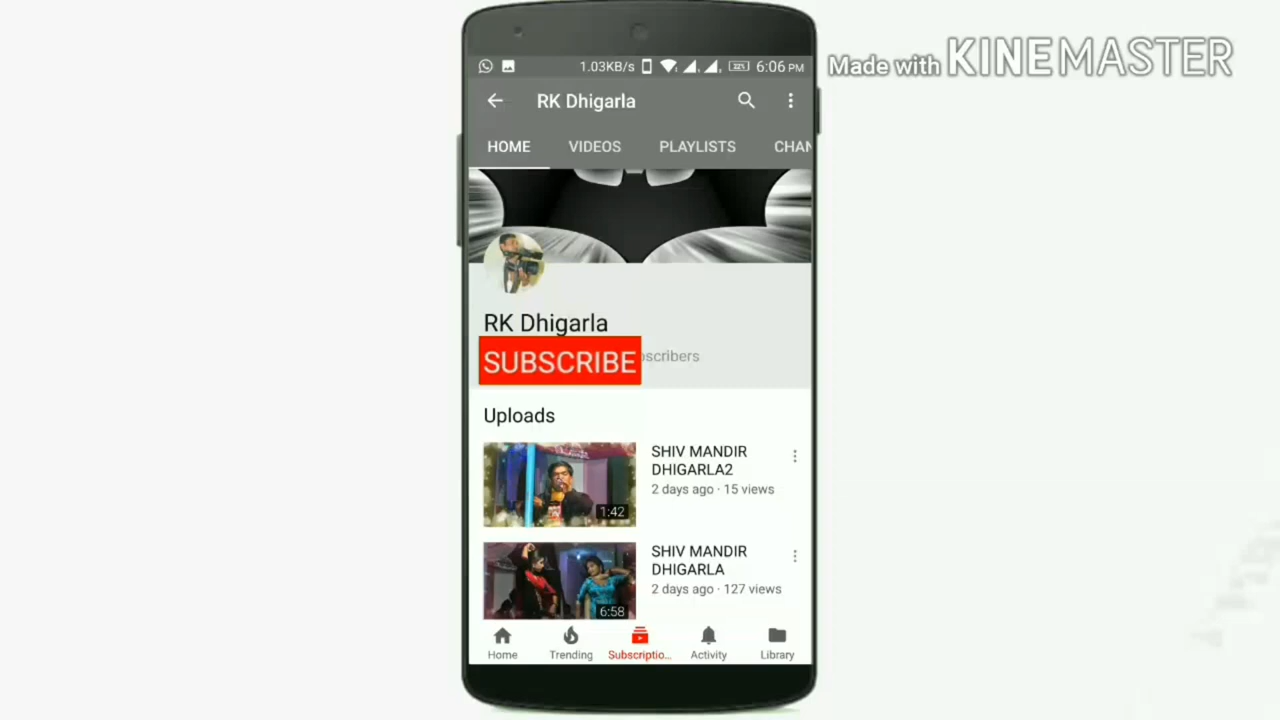 Made with KINEMASTER
1.03KB/s 6:06 PM
RK Dhigarla
HOME VIDEOS PLAYLISTS CHAN
RK Dhigarla
SUBSCRIBE bscribers
Uploads
SHIV MANDIR
DHIGARLA2
2 days ago · 15 views
1:42
SHIV MANDIR
DHIGARLA
2 days ago · 127 views
6:58
Home Trending Subscriptio... Activity Library